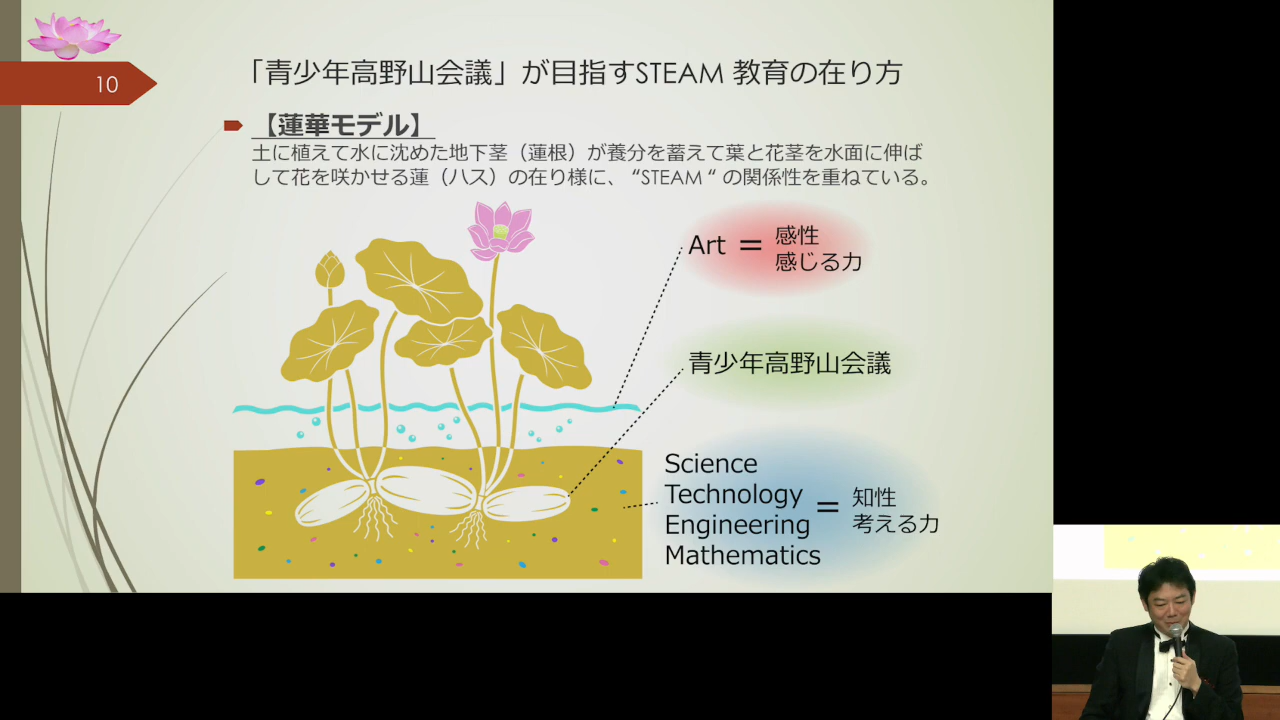 10
「青少年高野山会議」が目指すSTEAM 教育の在り方
【蓮華モデル】
土に植えて水に沈めた地下茎（蓮根）が養分を蓄えて葉と花茎を水面に伸ば
して花を咲かせる蓮（ハス）の在り様に、“STEAM “ の関係性を重ねている。
Art ＝ 感性
感じる力
青少年高野山会議
Science
Technology
Engineering
Mathematics
＝ 知性
考える力